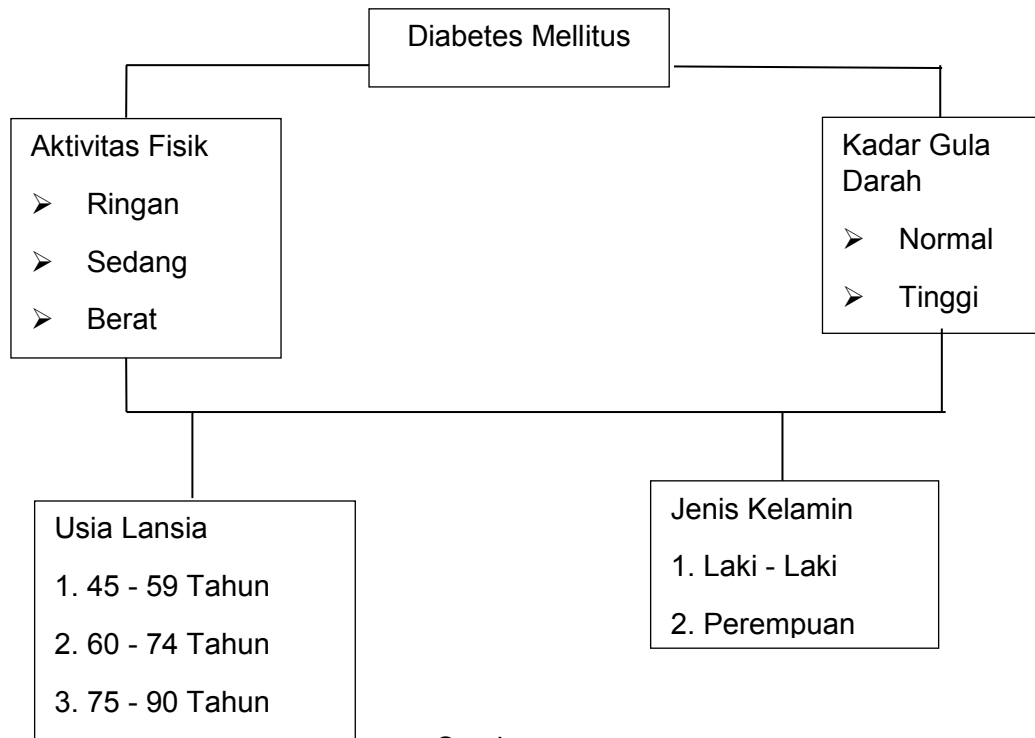 Diabetes Mellitus
Aktivitas Fisik
➢ Ringan
➢ Sedang
➢ Berat
Kadar Gula
Darah
➢ Normal
➢ Tinggi
Usia Lansia
1. 45 - 59 Tahun
2. 60 - 74 Tahun
3. 75 - 90 Tahun
Jenis Kelamin
1. Laki - Laki
2. Perempuan